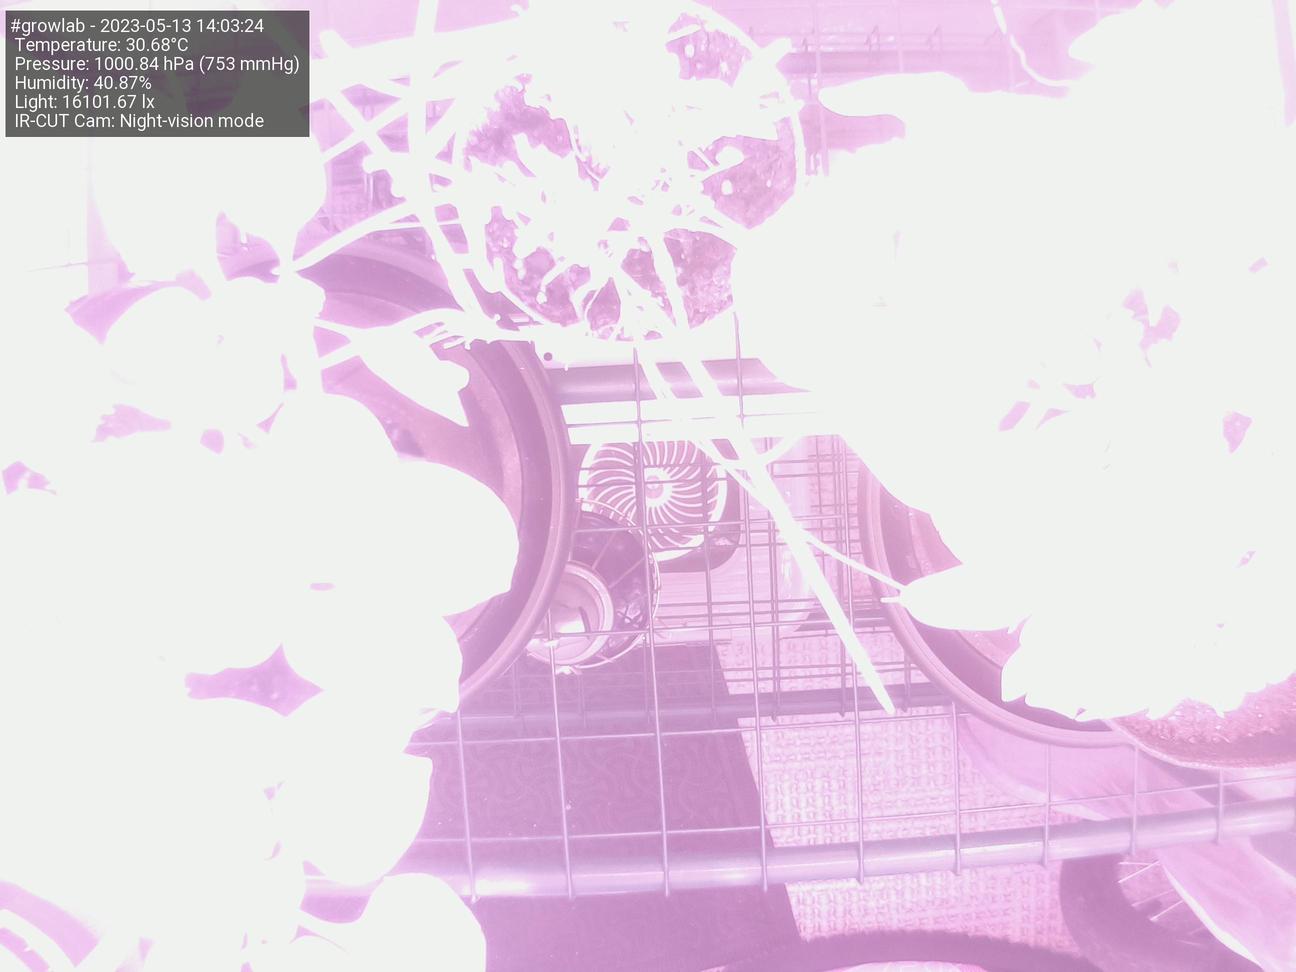 #growlab - 2023-05-13 14:03:24
Temperature: 30.68°C
Pressure: 1000.84 hPa (753 mmHg)
Humidity: 40.87%
Light: 16101.67 lx
IR-CUT Cam: Night-vision mode